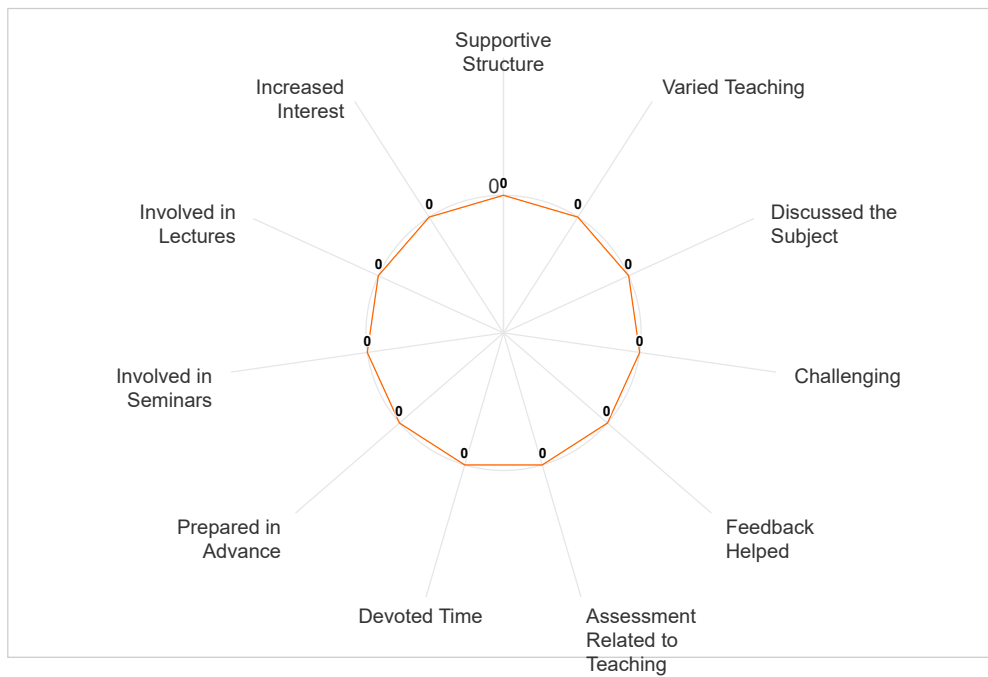 Supportive
Structure
Increased
Interest
Varied Teaching
0
0
0
0
Involved in
Lectures
Discussed the
Subject
0
0
0
0
Involved in
Seminars
Challenging
0
0
0
0
Prepared in
Advance
Feedback
Helped
Devoted Time
Assessment
Related to
Teaching